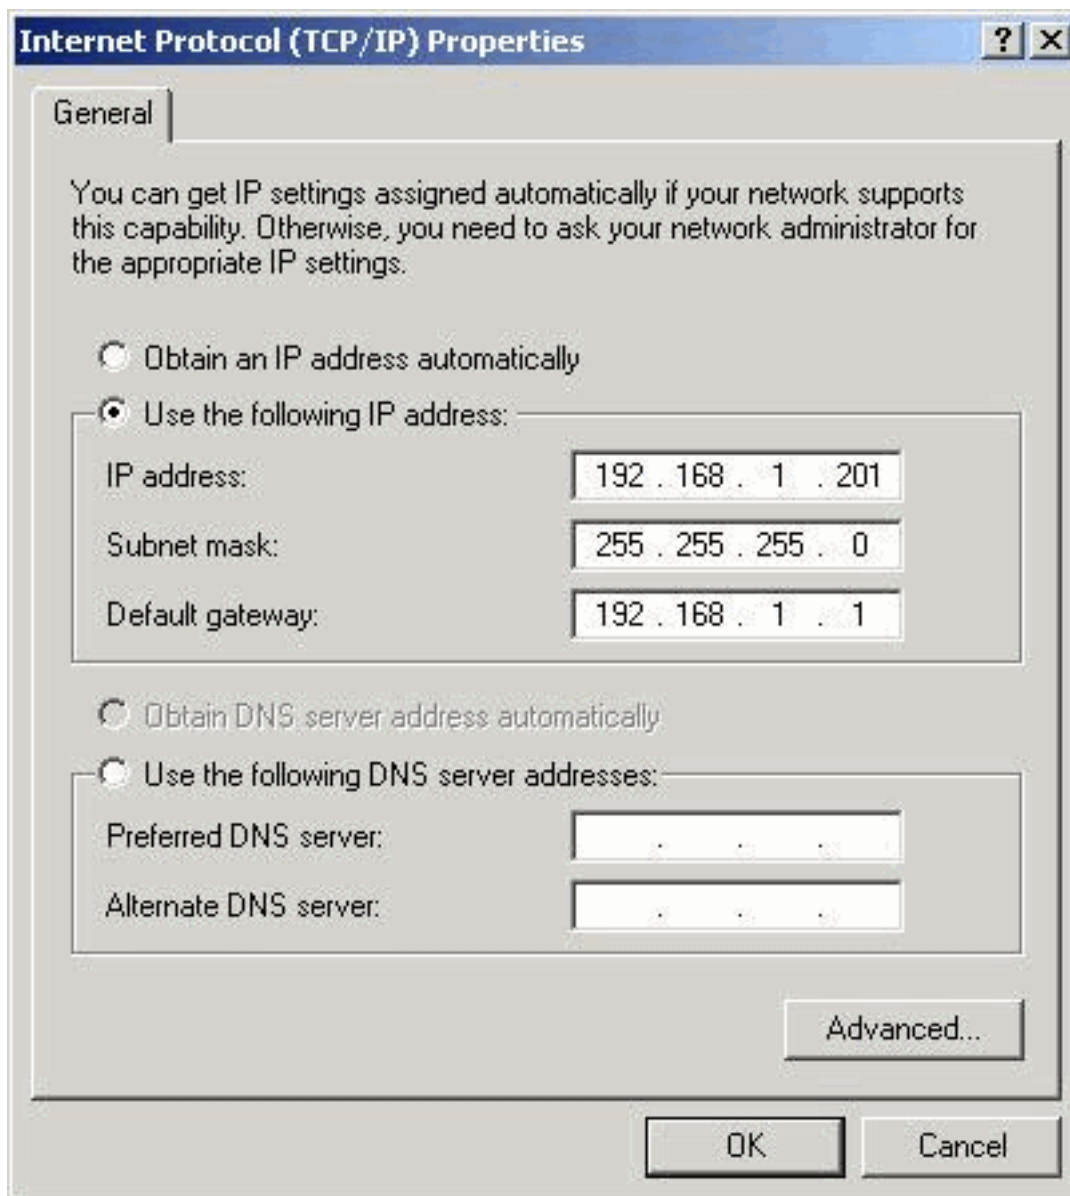 Internet Protocol (TCP/IP) Properties
General
You can get IP settings assigned automatically if your network supports
this capability. Otherwise, you need to ask your network administrator for
the appropriate IP settings.
Obtain an IP address automatically
Use the following IP address:
IP address: 192 . 168 . 1 . 201
Subnet mask: 255 . 255 . 255 . 0
Default gateway: 192 . 168 . 1 . 1
Obtain DNS server address automatically
Use the following DNS server addresses:
Preferred DNS server: . . .
Alternate DNS server: . . .
Advanced...
OK Cancel